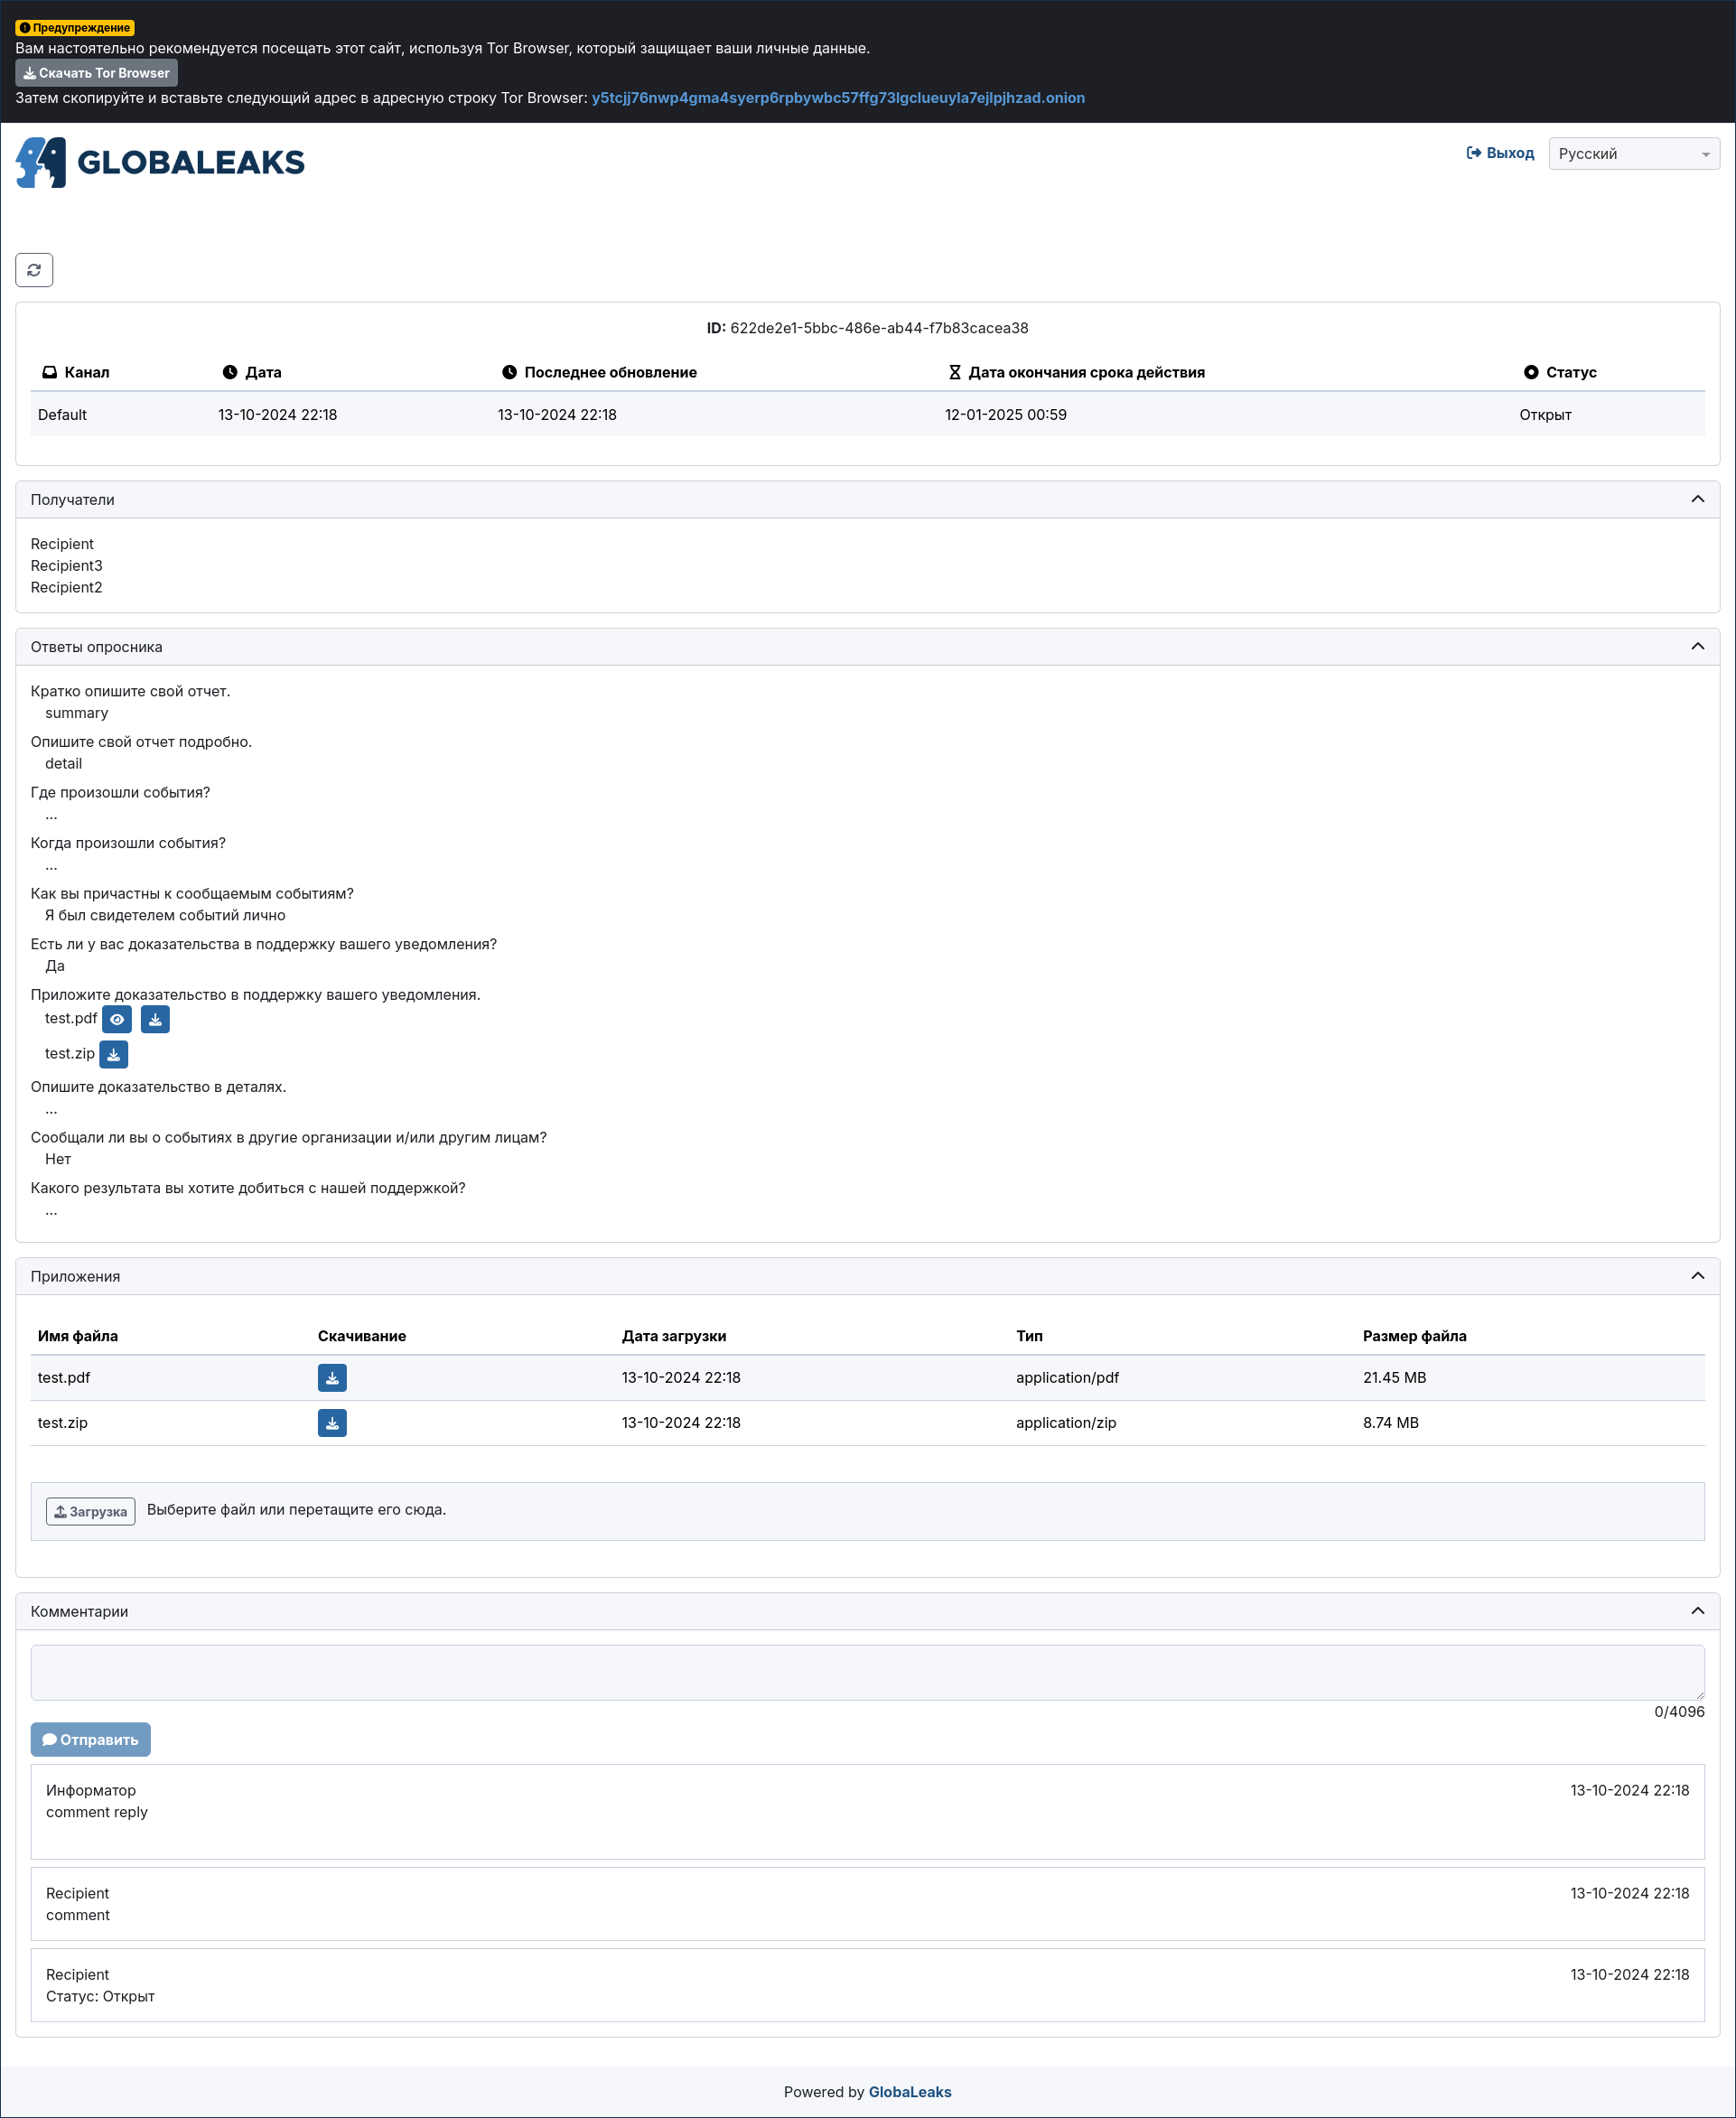 Предупреждение
Вам настоятельно рекомендуется посещать этот сайт, используя Tor Browser, который защищает ваши личные данные.
Скачать Tor Browser
Затем скопируйте и вставьте следующий адрес в адресную строку Tor Browser: y5tcjj76nwp4gma4syerp6rpbywbc57ffg73lgclueuyla7ejlpjhzad.onion
GLOBALEAKS
Выход
Русский
ID: 622de2e1-5bbc-486e-ab44-f7b83cacea38
Канал Дата Последнее обновление Дата окончания срока действия Статус
Default 13-10-2024 22:18 13-10-2024 22:18 12-01-2025 00:59 Открыт
Получатели
Recipient
Recipient3
Recipient2
Ответы опросника
Кратко опишите свой отчет.
summary
Опишите свой отчет подробно.
detail
Где произошли события?
...
Когда произошли события?
...
Как вы причастны к сообщаемым событиям?
Я был свидетелем событий лично
Есть ли у вас доказательства в поддержку вашего уведомления?
Да
Приложите доказательство в поддержку вашего уведомления.
test.pdf
test.zip
Опишите доказательство в деталях.
...
Сообщали ли вы о событиях в другие организации и/или другим лицам?
Нет
Какого результата вы хотите добиться с нашей поддержкой?
...
Приложения
Имя файла Скачивание Дата загрузки Тип Размер файла
test.pdf 13-10-2024 22:18 application/pdf 21.45 MB
test.zip 13-10-2024 22:18 application/zip 8.74 MB
Загрузка Выберите файл или перетащите его сюда.
Комментарии
0/4096
Отправить
Информатор 13-10-2024 22:18
comment reply
Recipient 13-10-2024 22:18
comment
Recipient 13-10-2024 22:18
Статус: Открыт
Powered by GlobaLeaks